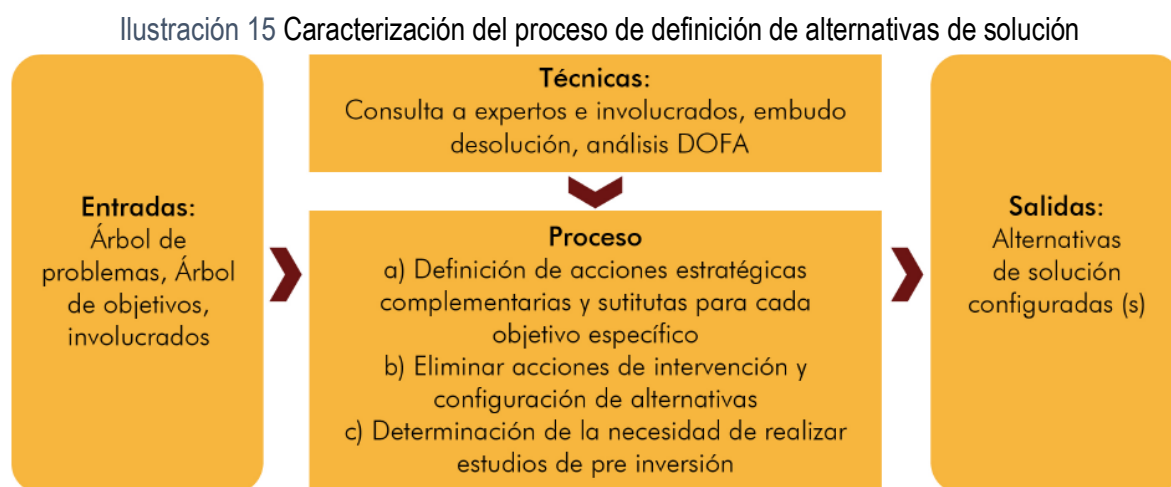 Ilustración 15 Caracterización del proceso de definición de alternativas de solución
Entradas:
Árbol de
problemas, Árbol
de objetivos,
involucrados
Técnicas:
Consulta a expertos e involucrados, embudo
desolución, análisis DOFA
Proceso
a) Definición de acciones estratégicas
complementarias y sutitutas para cada
objetivo específico
b) Eliminar acciones de intervención y
configuración de alternativas
c) Determinación de la necesidad de realizar
estudios de pre inversión
Salidas:
Alternativas
de solución
configuradas (s)